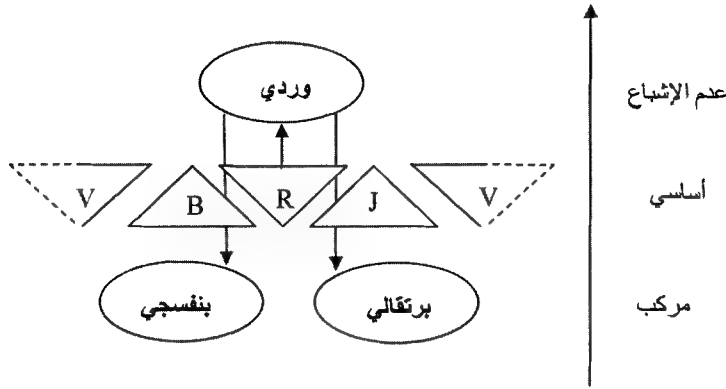 وردي
عدم الإشباع
V B R J V
أساسي
بنفسجي
برتقالي
مركب